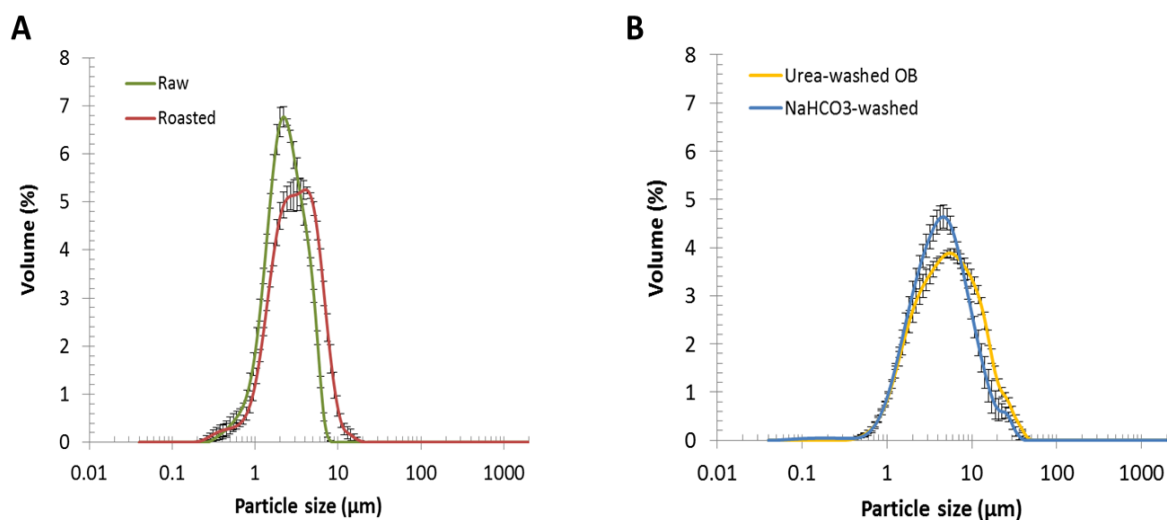 A
8
7
6
5
4
3
2
1
0
Volume (%)
Raw
Roasted
0.01 0.1 1 10 100 1000
Particle size (µm)
B
8
7
6
5
4
3
2
1
0
Volume (%)
Urea-washed OB
NaHCO3-washed
0.01 0.1 1 10 100 1000
Particle size (µm)